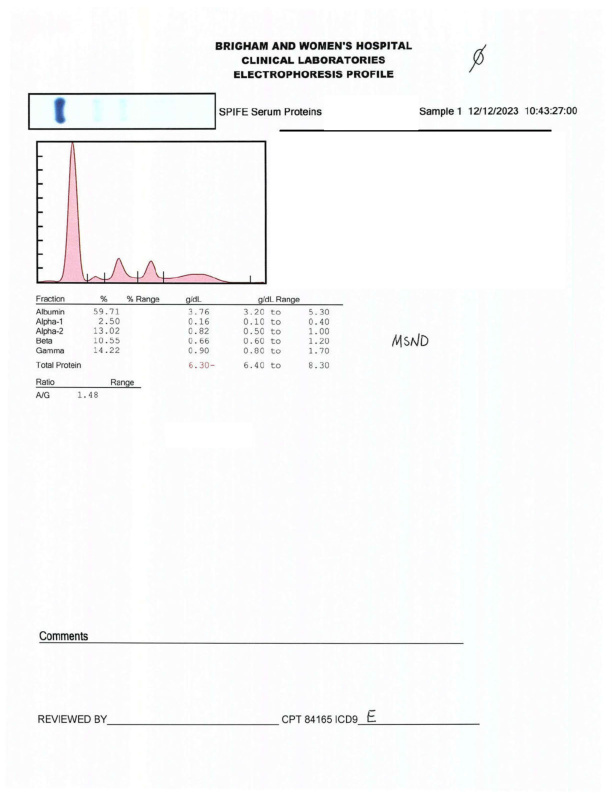 BRIGHAM AND WOMEN'S HOSPITAL
CLINICAL LABORATORIES
ELECTROPHORESIS PROFILE
Ø
SPIFE Serum Proteins Sample 1 12/12/2023 10:43:27:00
Fraction % % Range g/dL g/dL Range
Albumin 59.71 3.76 3.20 to 5.30
Alpha-1 2.50 0.16 0.10 to 0.40
Alpha-2 13.02 0.82 0.50 to 1.00
Beta 10.55 0.66 0.60 to 1.20
Gamma 14.22 0.90 0.80 to 1.70
MSND
Total Protein 6.30- 6.40 to 8.30
Ratio Range
A/G 1.48
Comments
REVIEWED BY CPT 84165 ICD9 E